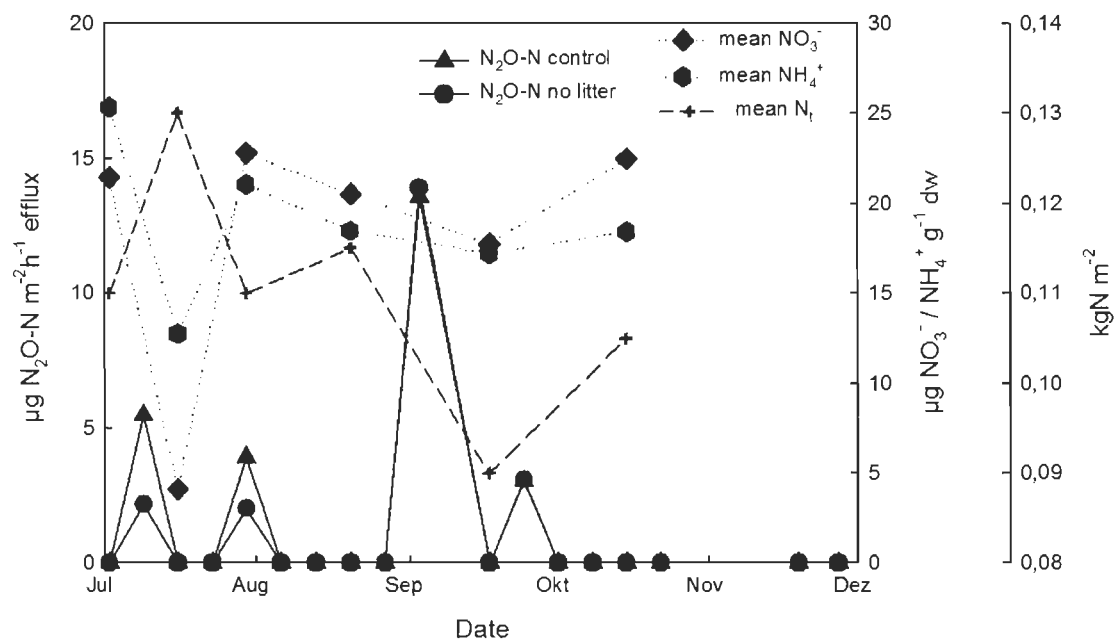 20
15
10
5
0
µg N₂O-N m⁻²h⁻¹ efflux
N₂O-N control
N₂O-N no litter
mean NO₃⁻
mean NH₄⁺
mean Nₜ
30
25
20
15
10
5
0
µg NO₃⁻ / NH₄⁺ g⁻¹ dw
0,14
0,13
0,12
0,11
0,10
0,09
0,08
kgN m⁻²
Jul Aug Sep Okt Nov Dez
Date